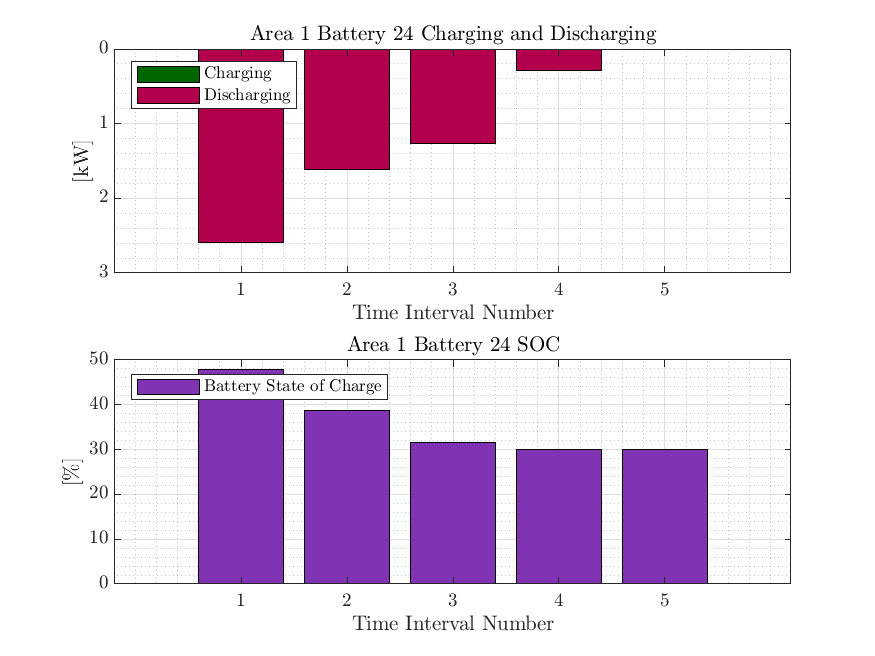 Area 1 Battery 24 Charging and Discharging
0
1
2
3
[kW]
Charging
Discharging
1 2 3 4 5
Time Interval Number
Area 1 Battery 24 SOC
50
40
30
20
10
0
[%]
Battery State of Charge
1 2 3 4 5
Time Interval Number